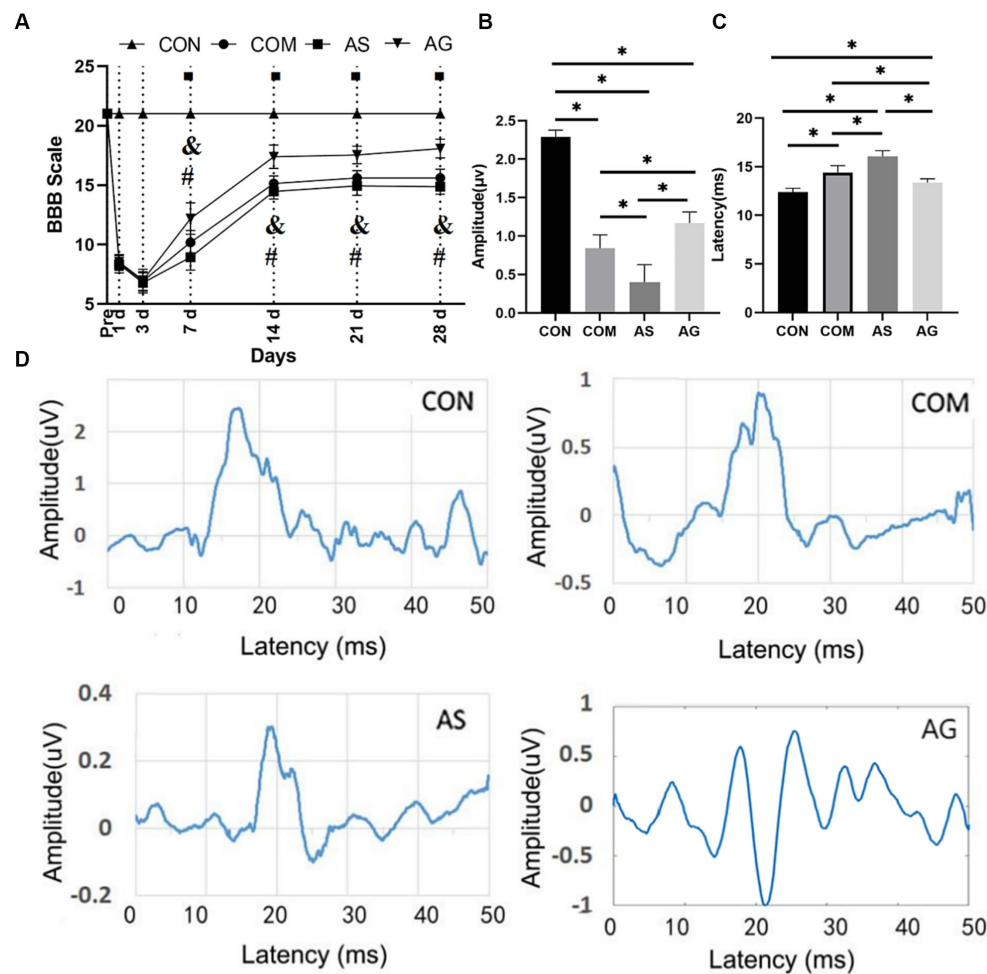 A
CON COM AS AG
BBB Scale
25
20
15
10
5
&
#
&
#
&
#
&
#
Pre
1 d
3 d
7 d
14 d
21 d
28 d
Days
B
* 
*
*
*
*
*
Amplitude(μv)
2.5
2.0
1.5
1.0
0.5
0.0
CON COM AS AG
C
*
*
*
*
*
*
Latency(ms)
20
15
10
5
0
CON COM AS AG
D
CON
Amplitude(uV)
2
1
0
-1
0 10 20 30 40 50
Latency (ms)
COM
Amplitude(uV)
1
0.5
0
-0.5
0 10 20 30 40 50
Latency (ms)
AS
Amplitude(uV)
0.4
0.2
0
-0.2
0 10 20 30 40 50
Latency (ms)
AG
Amplitude(uV)
1
0.5
0
-0.5
-1
0 10 20 30 40 50
Latency (ms)